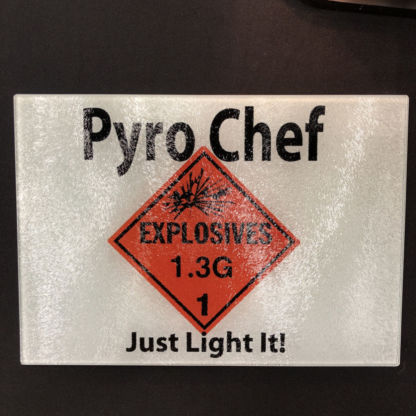 Pyro Chef
EXPLOSIVES
1.3G
1
Just Light It!